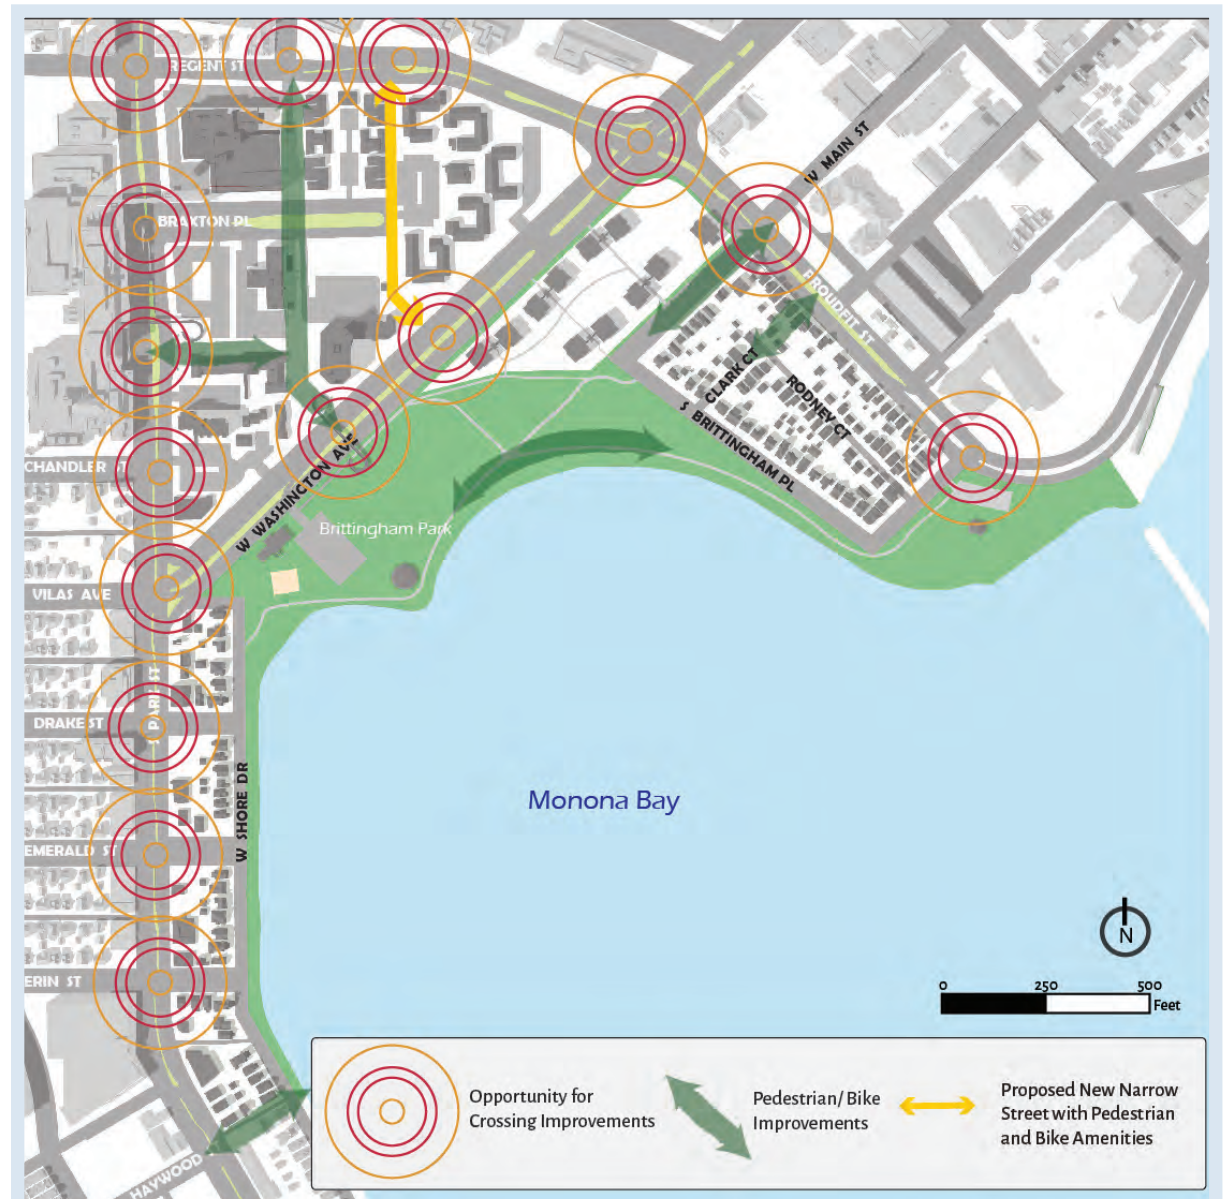 REGENT ST
W MAIN ST
BRAXTON PL
PROUDFIT ST
CLARK CT
RODNEY CT
S BRITTINGHAM PL
CHANDLER ST
W WASHINGTON AVE
Brittingham Park
VILAS AVE
S PARK ST
DRAKE ST
W SHORE DR
Monona Bay
EMERALD ST
ERIN ST
N
0 250 500
Feet
HAYWOOD
Opportunity for
Crossing Improvements
Pedestrian/ Bike
Improvements
Proposed New Narrow
Street with Pedestrian
and Bike Amenities